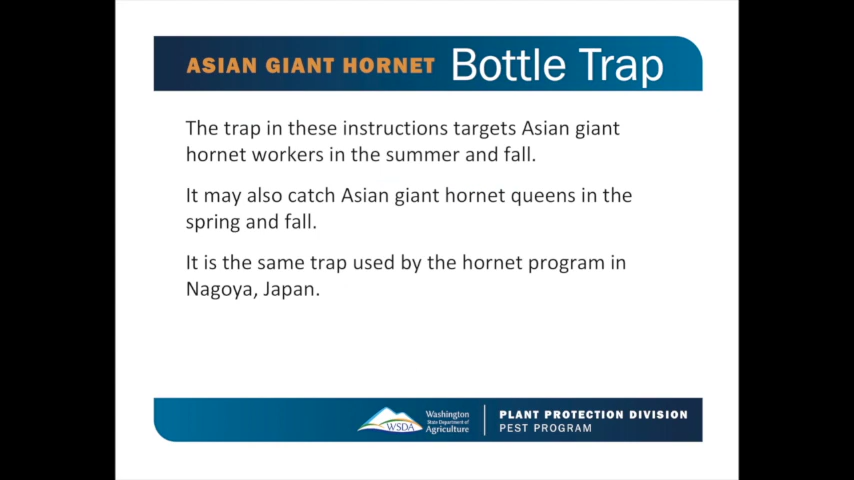 ASIAN GIANT HORNET Bottle Trap
The trap in these instructions targets Asian giant
hornet workers in the summer and fall.
It may also catch Asian giant hornet queens in the
spring and fall.
It is the same trap used by the hornet program in
Nagoya, Japan.
WSDA
Washington
State Department of
Agriculture
PLANT PROTECTION DIVISION
PEST PROGRAM